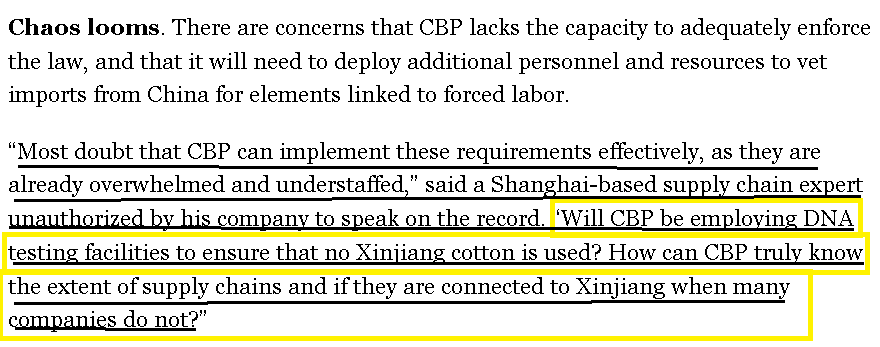 Chaos looms. There are concerns that CBP lacks the capacity to adequately enforce
the law, and that it will need to deploy additional personnel and resources to vet
imports from China for elements linked to forced labor.
“Most doubt that CBP can implement these requirements effectively, as they are
already overwhelmed and understaffed,” said a Shanghai-based supply chain expert
unauthorized by his company to speak on the record. ‘Will CBP be employing DNA
testing facilities to ensure that no Xinjiang cotton is used? How can CBP truly know
the extent of supply chains and if they are connected to Xinjiang when many
companies do not?”